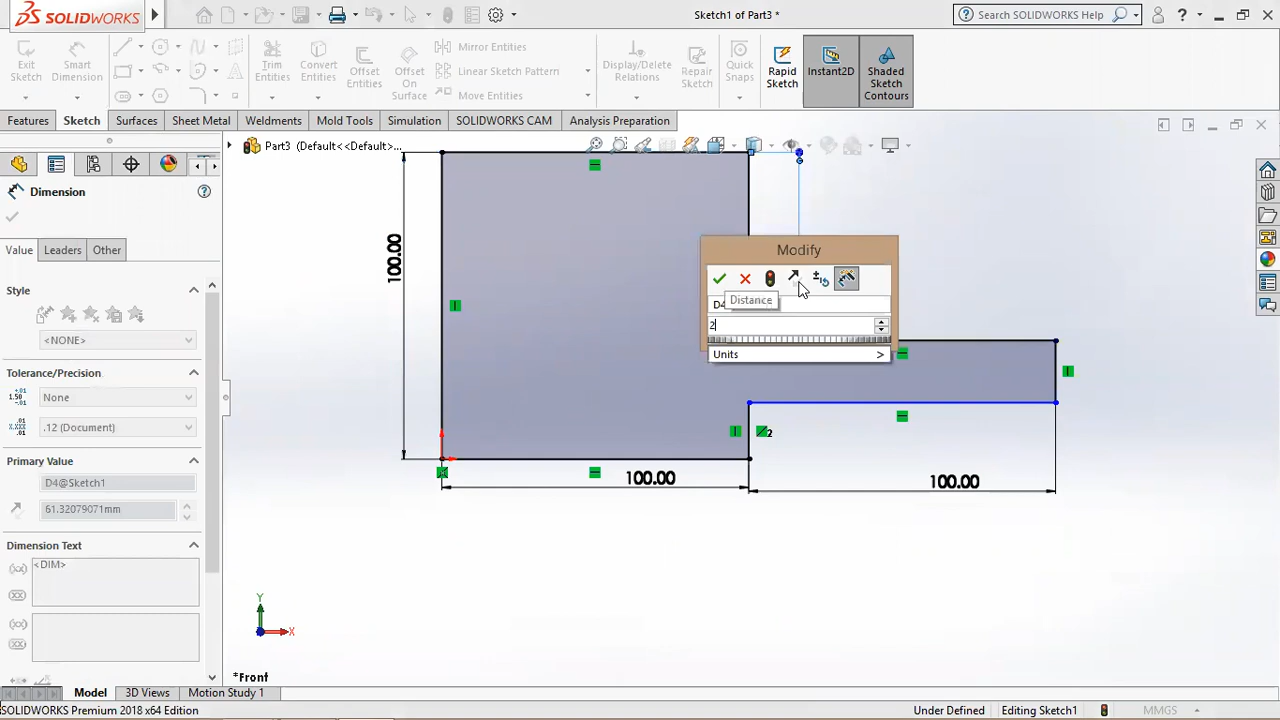 SOLIDWORKS
Sketch1 of Part3 *
Search SOLIDWORKS Help
?
Exit Sketch
Smart Dimensions
Trim Entities
Convert Entities
Offset Entities
Offset On Surface
Mirror Entities
Linear Sketch Pattern
Move Entities
Display/Delete Relations
Repair Sketch
Quick Snaps
Rapid Sketch
Instant2D
Shaded Sketch Contours
Features
Sketch
Surfaces
Sheet Metal
Weldments
Mold Tools
Simulation
SOLIDWORKS CAM
Analysis Preparation
Part3 (Default<<Default>...
Dimension
Value
Leaders
Other
Style
<NONE>
Tolerance/Precision
None
.12 (Document)
Primary Value
D4@Sketch1
61.32079071mm
Dimension Text
<DIM>
100.00
Modify
D4
Distance
2
Units >
2
100.00
100.00
Y
X
*Front
Model
3D Views
Motion Study 1
SOLIDWORKS Premium 2018 x64 Edition
Under Defined
Editing Sketch1
MMGS